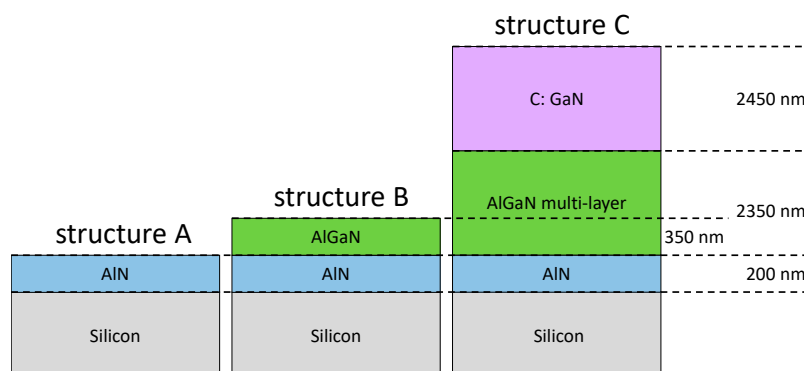 structure C
C: GaN
2450 nm
structure B
AlGaN multi-layer
2350 nm
structure A
AlGaN
350 nm
AlN
AlN
AlN
200 nm
Silicon
Silicon
Silicon